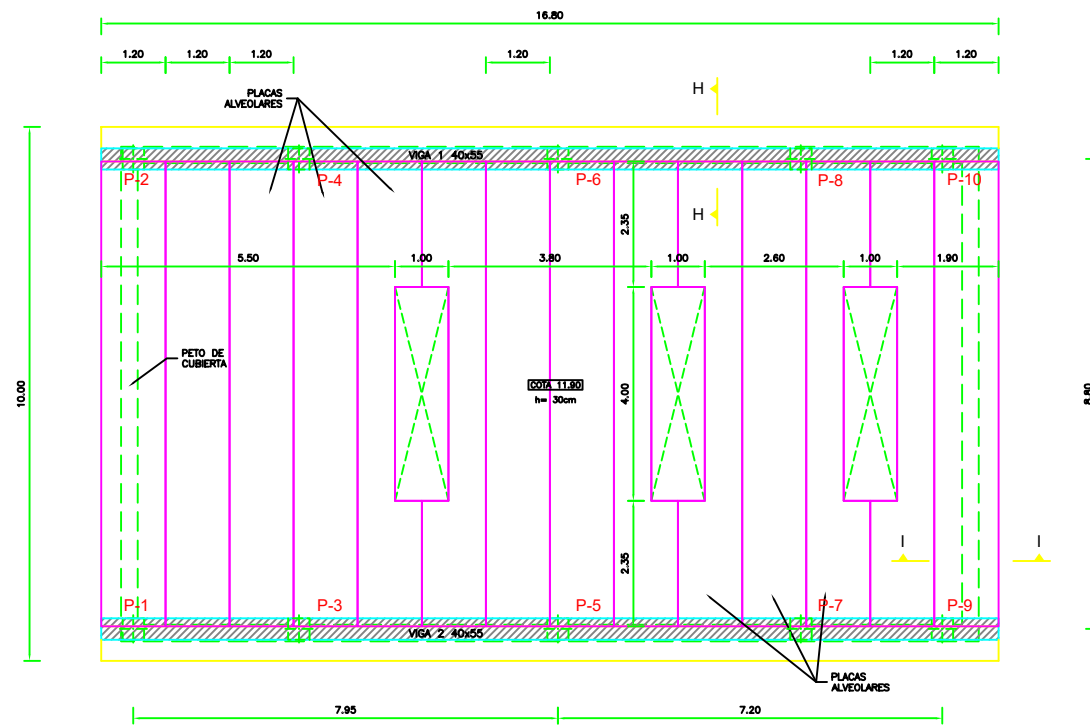 16.80
1.20
1.20
1.20
1.20
1.20
1.20
H
PLACAS
ALVEOLARES
VIGA 1 40x55
P-2
P-4
P-6
P-8
P-10
H
2.35
5.50
1.00
3.80
1.00
2.60
1.00
1.90
PETO DE
CUBIERTA
10.00
COTA 11.90
h= 30cm
4.00
8.80
I
I
2.35
P-1
P-3
P-5
P-7
P-9
VIGA 2 40x55
PLACAS
ALVEOLARES
7.95
7.20